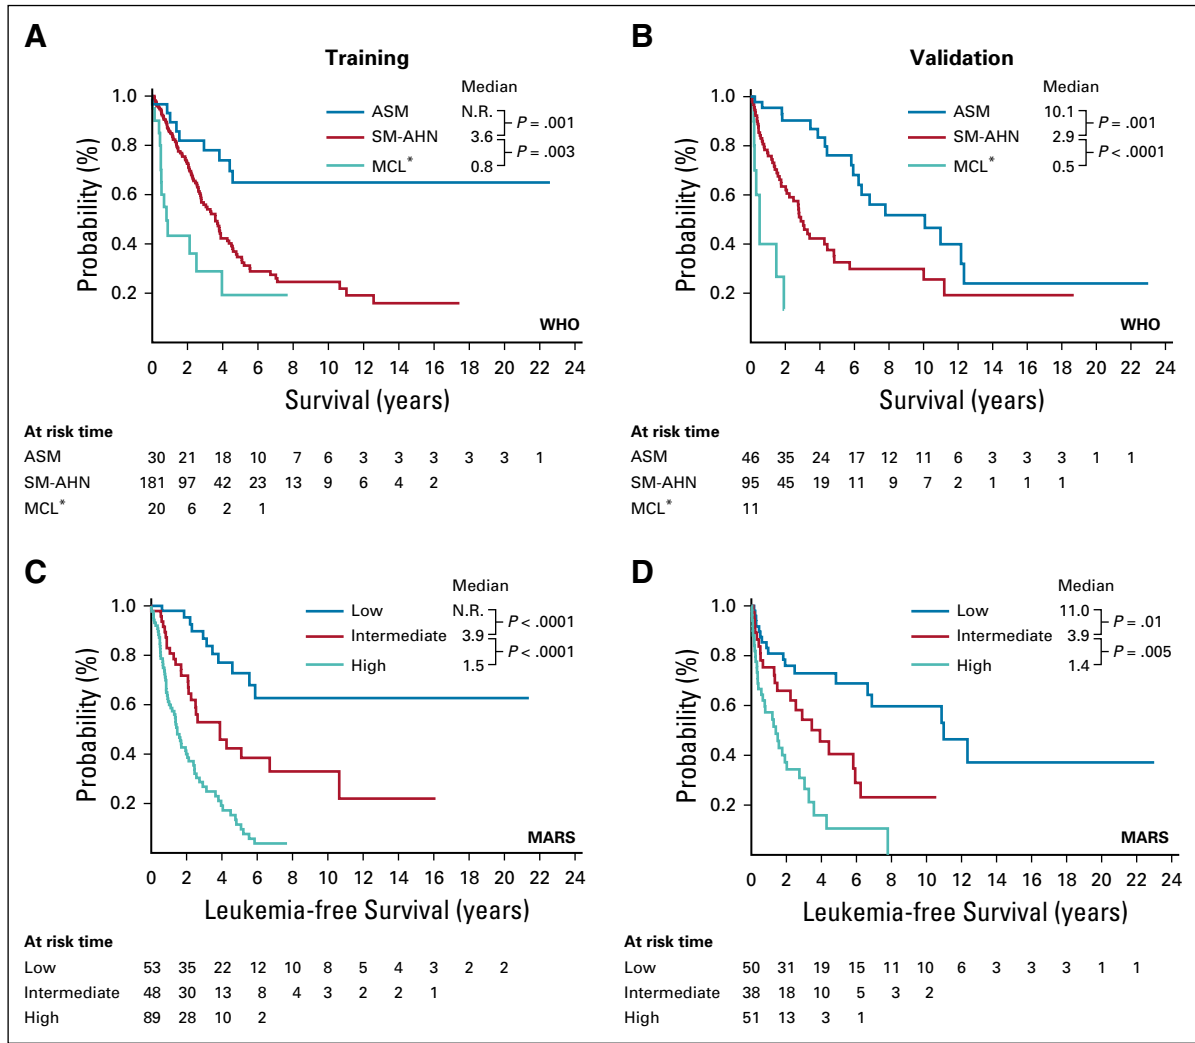 A
Training
Median
ASM N.R.
P = .001
SM-AHN 3.6
P = .003
MCL* 0.8
Probability (%)
1.0
0.8
0.6
0.4
0.2
WHO
0 2 4 6 8 10 12 14 16 18 20 22 24
Survival (years)
At risk time
ASM 30 21 18 10 7 6 3 3 3 3 3 1
SM-AHN 181 97 42 23 13 9 6 4 2
MCL* 20 6 2 1
B
Validation
Median
ASM 10.1
P = .001
SM-AHN 2.9
P < .0001
MCL* 0.5
Probability (%)
1.0
0.8
0.6
0.4
0.2
WHO
0 2 4 6 8 10 12 14 16 18 20 22 24
Survival (years)
At risk time
ASM 46 35 24 17 12 11 6 3 3 3 1 1
SM-AHN 95 45 19 11 9 7 2 1 1 1
MCL* 11
C
Median
Low N.R.
P < .0001
Intermediate 3.9
P < .0001
High 1.5
Probability (%)
1.0
0.8
0.6
0.4
0.2
MARS
0 2 4 6 8 10 12 14 16 18 20 22 24
Leukemia-free Survival (years)
At risk time
Low 53 35 22 12 10 8 5 4 3 2 2
Intermediate 48 30 13 8 4 3 2 2 1
High 89 28 10 2
D
Median
Low 11.0
P = .01
Intermediate 3.9
P = .005
High 1.4
Probability (%)
1.0
0.8
0.6
0.4
0.2
MARS
0 2 4 6 8 10 12 14 16 18 20 22 24
Leukemia-free Survival (years)
At risk time
Low 50 31 19 15 11 10 6 3 3 3 1 1
Intermediate 38 18 10 5 3 2
High 51 13 3 1